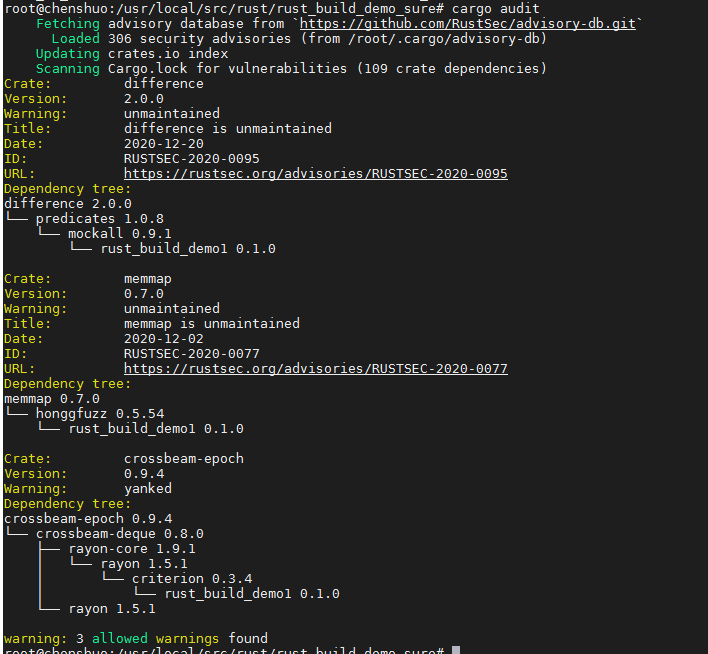 root@chenshuo:/usr/local/src/rust/rust_build_demo_sure# cargo audit
    Fetching advisory database from `https://github.com/RustSec/advisory-db.git`
      Loaded 306 security advisories (from /root/.cargo/advisory-db)
    Updating crates.io index
    Scanning Cargo.lock for vulnerabilities (109 crate dependencies)
Crate:         difference
Version:       2.0.0
Warning:       unmaintained
Title:         difference is unmaintained
Date:          2020-12-20
ID:            RUSTSEC-2020-0095
URL:           https://rustsec.org/advisories/RUSTSEC-2020-0095
Dependency tree:
difference 2.0.0
└── predicates 1.0.8
    └── mockall 0.9.1
        └── rust_build_demo1 0.1.0
Crate:         memmap
Version:       0.7.0
Warning:       unmaintained
Title:         memmap is unmaintained
Date:          2020-12-02
ID:            RUSTSEC-2020-0077
URL:           https://rustsec.org/advisories/RUSTSEC-2020-0077
Dependency tree:
memmap 0.7.0
└── honggfuzz 0.5.54
    └── rust_build_demo1 0.1.0
Crate:         crossbeam-epoch
Version:       0.9.4
Warning:       yanked
Dependency tree:
crossbeam-epoch 0.9.4
└── crossbeam-deque 0.8.0
    ├── rayon-core 1.9.1
    │   └── rayon 1.5.1
    │       └── criterion 0.3.4
    │           └── rust_build_demo1 0.1.0
    └── rayon 1.5.1
warning: 3 allowed warnings found
root@chenshuo:/usr/local/src/rust/rust_build_demo_sure#